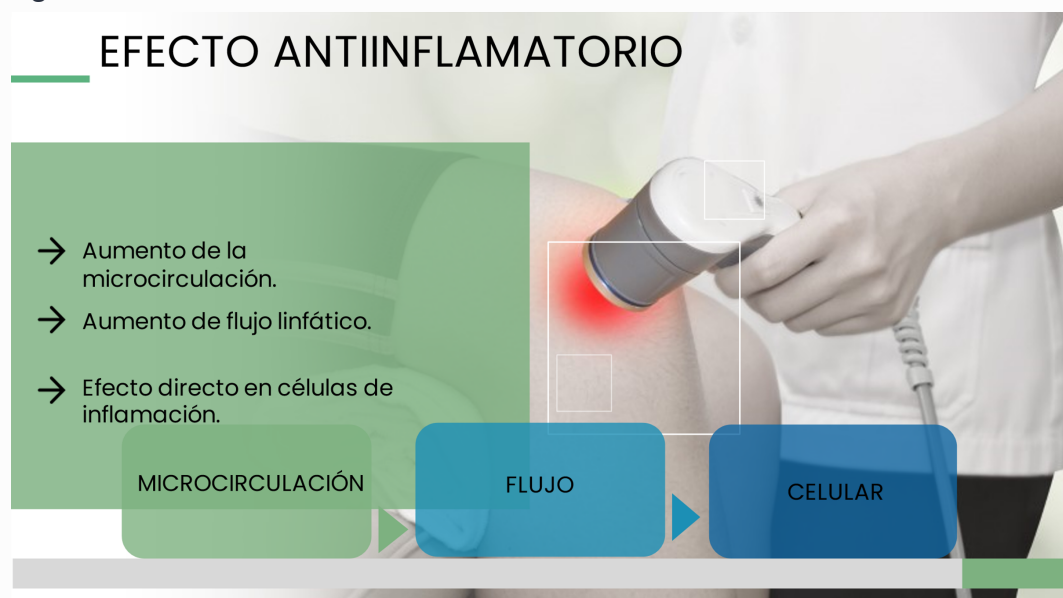 EFECTO ANTIINFLAMATORIO
Aumento de la
microcirculación.
Aumento de flujo linfático.
Efecto directo en células de
inflamación.
MICROCIRCULACIÓN
FLUJO
CELULAR